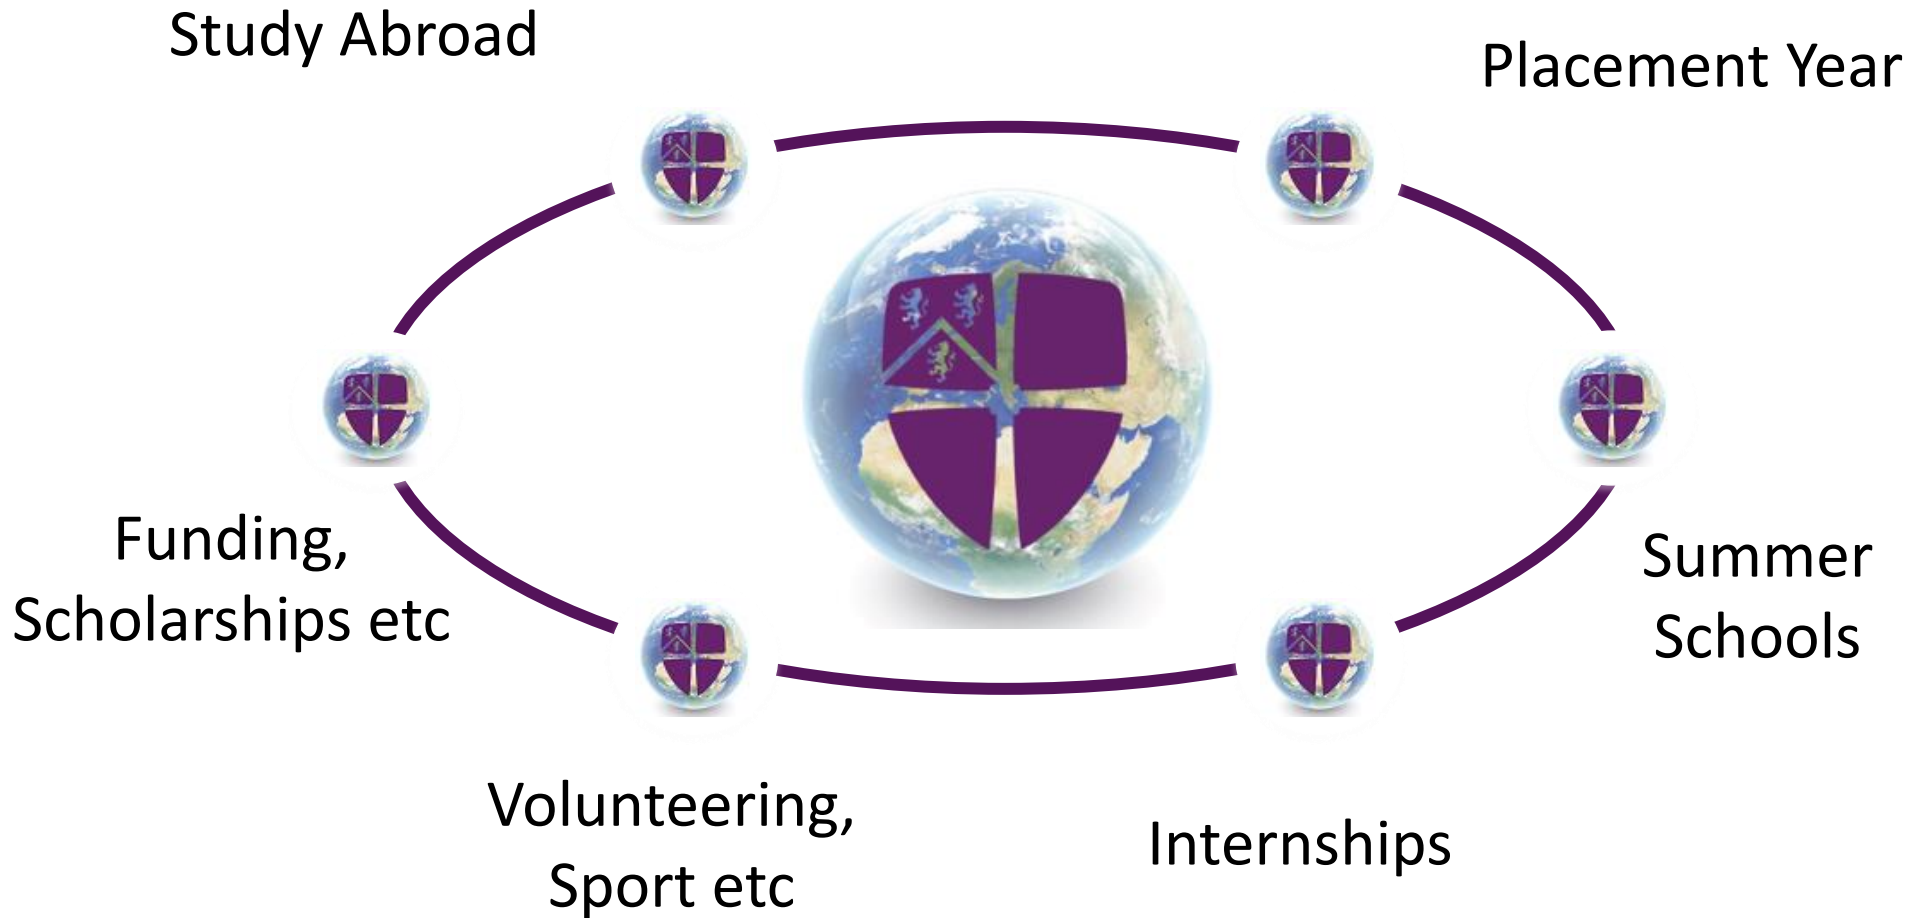 Study Abroad
Placement Year
Funding,
Scholarships etc
Summer
Schools
Volunteering,
Sport etc
Internships